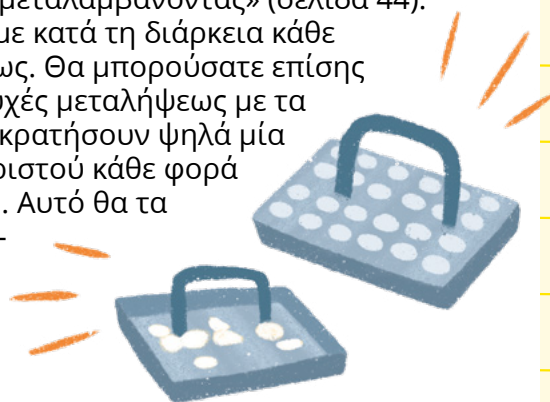 μεταλαμβάνοντας» (σελίδα 44).
με κατά τη διάρκεια κάθε
ως. Θα μπορούσατε επίσης
υχές μεταλήψεως με τα
κρατήσουν ψηλά μία
ριστού κάθε φορά
. Αυτό θα τα
-